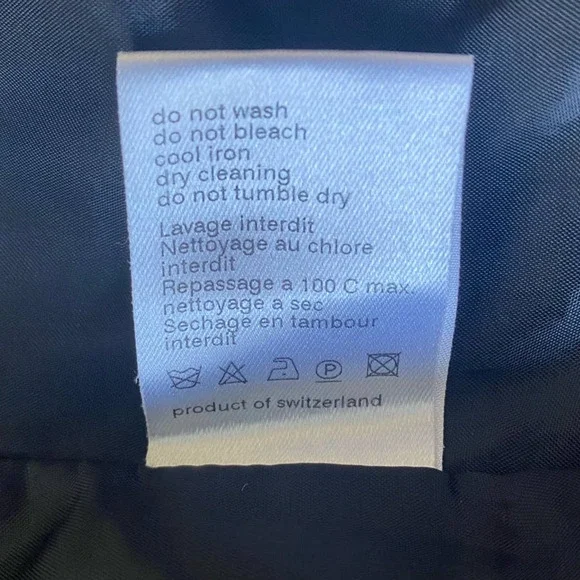 do not wash
do not bleach
cool iron
dry cleaning
do not tumble dry
Lavage interdit
Nettoyage au chlore
interdit
Repassage a 100 C max.
nettoyage a sec
Sechage en tambour
interdit
P
product of switzerland